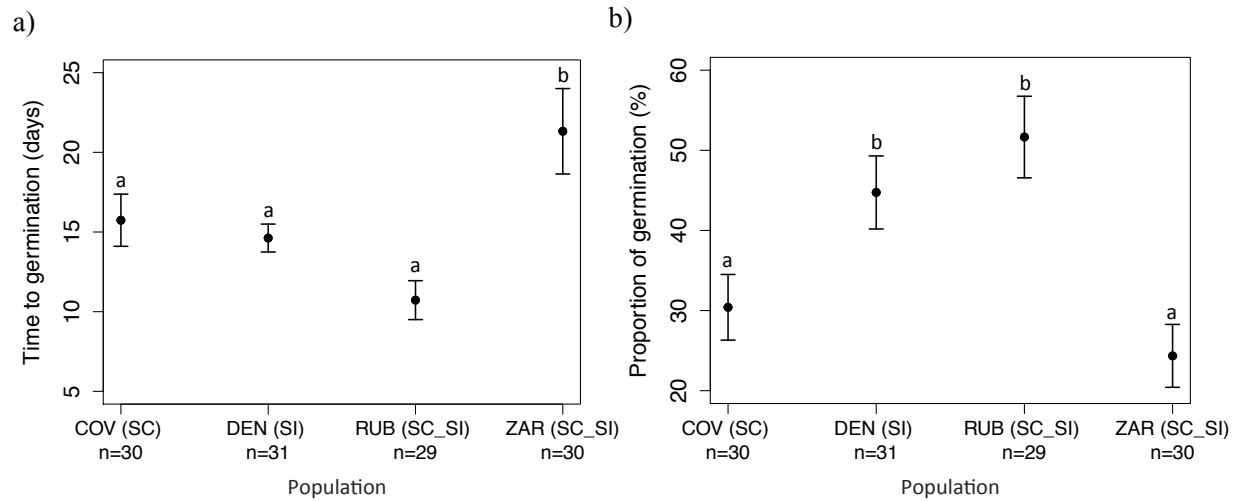 a)
Time to germination (days)
25
20
15
10
5
a
a
a
b
COV (SC)
DEN (SI)
RUB (SC_SI)
ZAR (SC_SI)
n=30
n=31
n=29
n=30
Population
b)
Proportion of germination (%)
60
50
40
30
20
a
b
b
a
COV (SC)
DEN (SI)
RUB (SC_SI)
ZAR (SC_SI)
n=30
n=31
n=29
n=30
Population